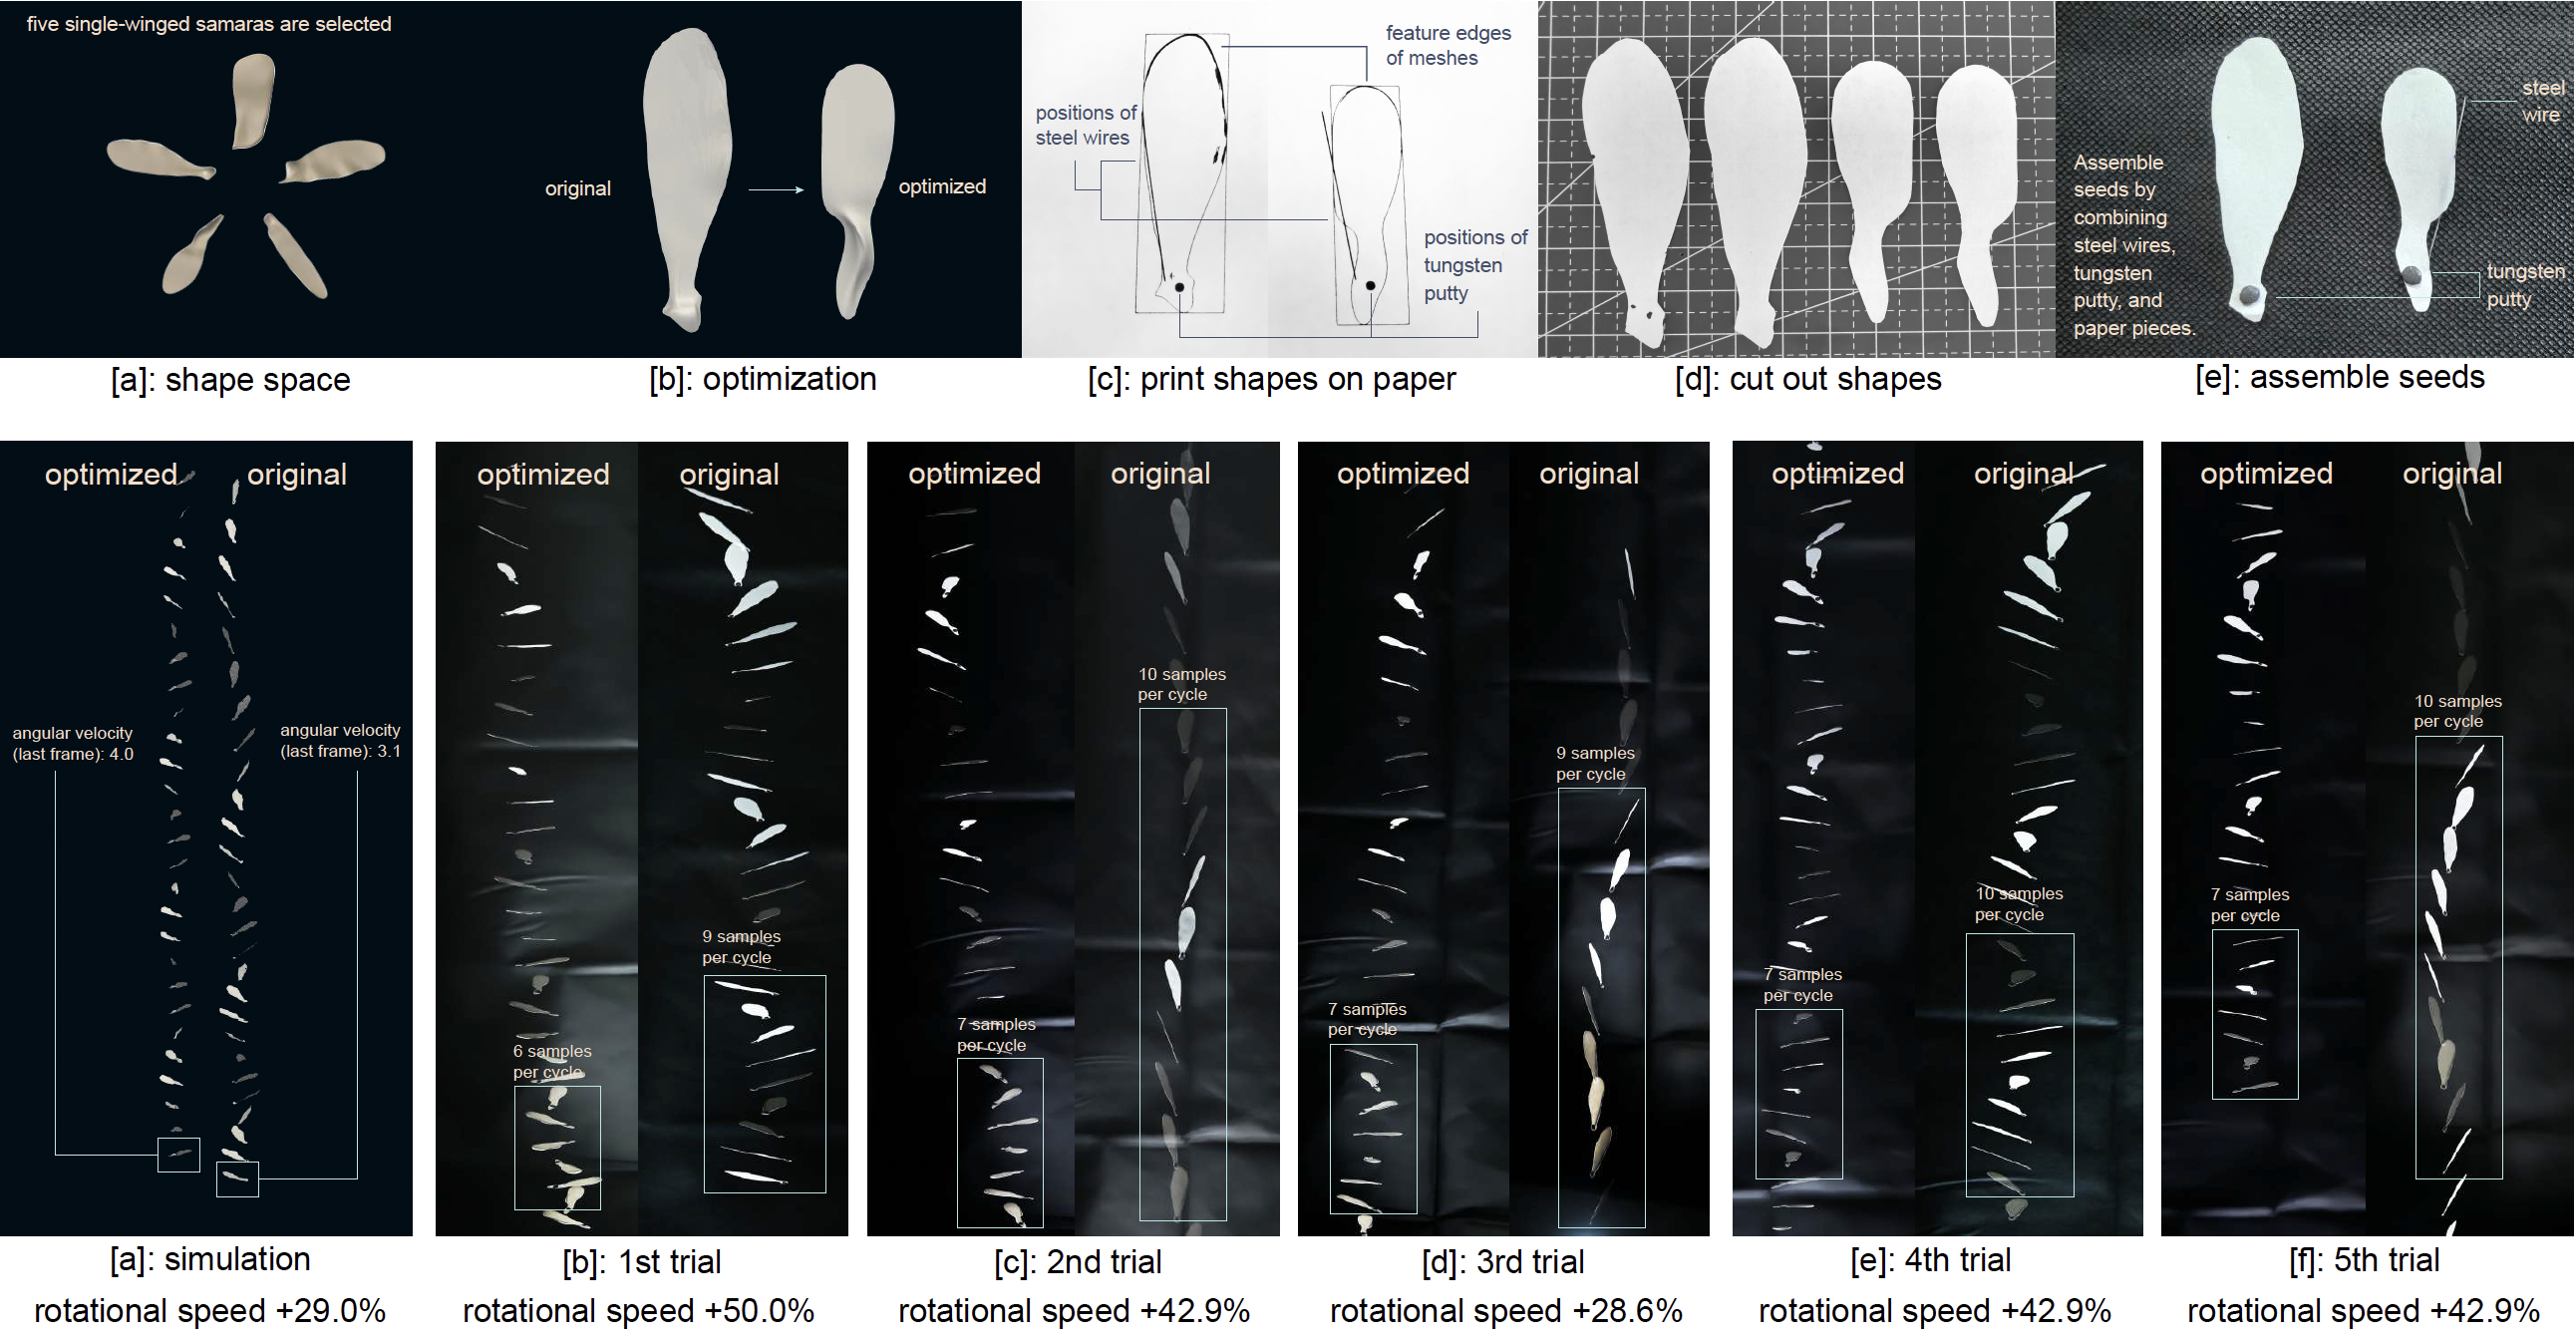 five single-winged samaras are selected
original
optimized
positions of
steel wires
feature edges
of meshes
positions of
tungsten
putty
Assemble
seeds by
combining
steel wires,
tungsten
putty, and
paper pieces.
steel
wire
tungsten
putty
[a]: shape space
[b]: optimization
[c]: print shapes on paper
[d]: cut out shapes
[e]: assemble seeds
optimized
original
angular velocity
(last frame): 4.0
angular velocity
(last frame): 3.1
optimized
original
9 samples
per cycle
6 samples
per cycle
optimized
original
10 samples
per cycle
7 samples
per cycle
optimized
original
9 samples
per cycle
7 samples
per cycle
optimized
original
10 samples
per cycle
7 samples
per cycle
optimized
original
10 samples
per cycle
7 samples
per cycle
[a]: simulation
[b]: 1st trial
[c]: 2nd trial
[d]: 3rd trial
[e]: 4th trial
[f]: 5th trial
rotational speed +29.0%
rotational speed +50.0%
rotational speed +42.9%
rotational speed +28.6%
rotational speed +42.9%
rotational speed +42.9%